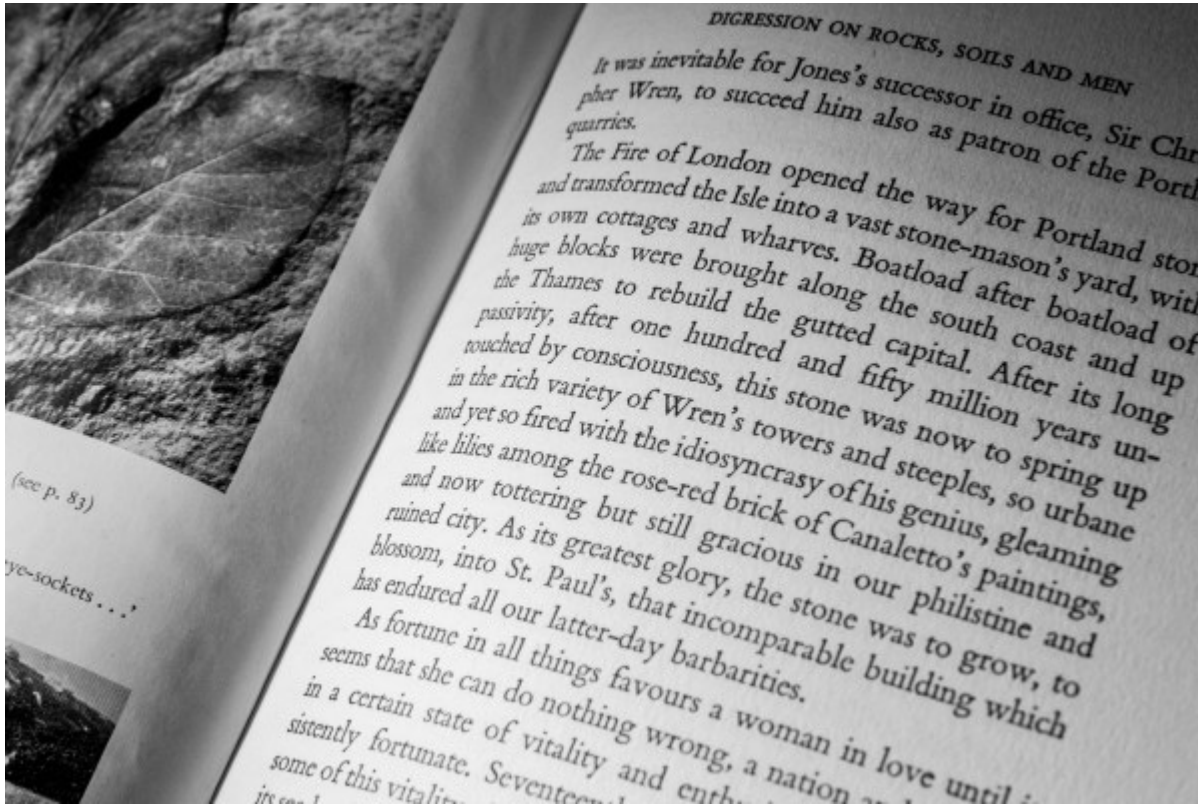 (see p. 83)
ye-sockets . . .’
DIGRESSION ON ROCKS, SOILS AND MEN
It was inevitable for Jones’s successor in office, Sir Chr
pher Wren, to succeed him also as patron of the Portl
quarries.
The Fire of London opened the way for Portland ston
and transformed the Isle into a vast stone-mason’s yard, with
its own cottages and wharves. Boatload after boatload of
huge blocks were brought along the south coast and up
the Thames to rebuild the gutted capital. After its long
passivity, after one hundred and fifty million years un-
touched by consciousness, this stone was now to spring up
in the rich variety of Wren’s towers and steeples, so urbane
and yet so fired with the idiosyncrasy of his genius, gleaming
like lilies among the rose-red brick of Canaletto’s paintings,
and now tottering but still gracious in our philistine and
ruined city. As its greatest glory, the stone was to grow, to
blossom, into St. Paul’s, that incomparable building which
has endured all our latter-day barbarities.
As fortune in all things favours a woman in love until i
seems that she can do nothing wrong, a nation
in a certain state of vitality and
sistently fortunate.
some of this vitality